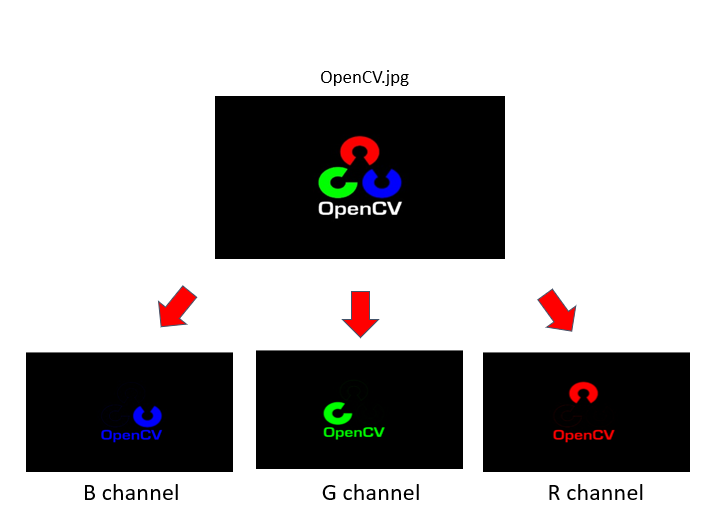 OpenCV.jpg
OpenCV
OpenCV
OpenCV
OpenCV
B channel
G channel
R channel